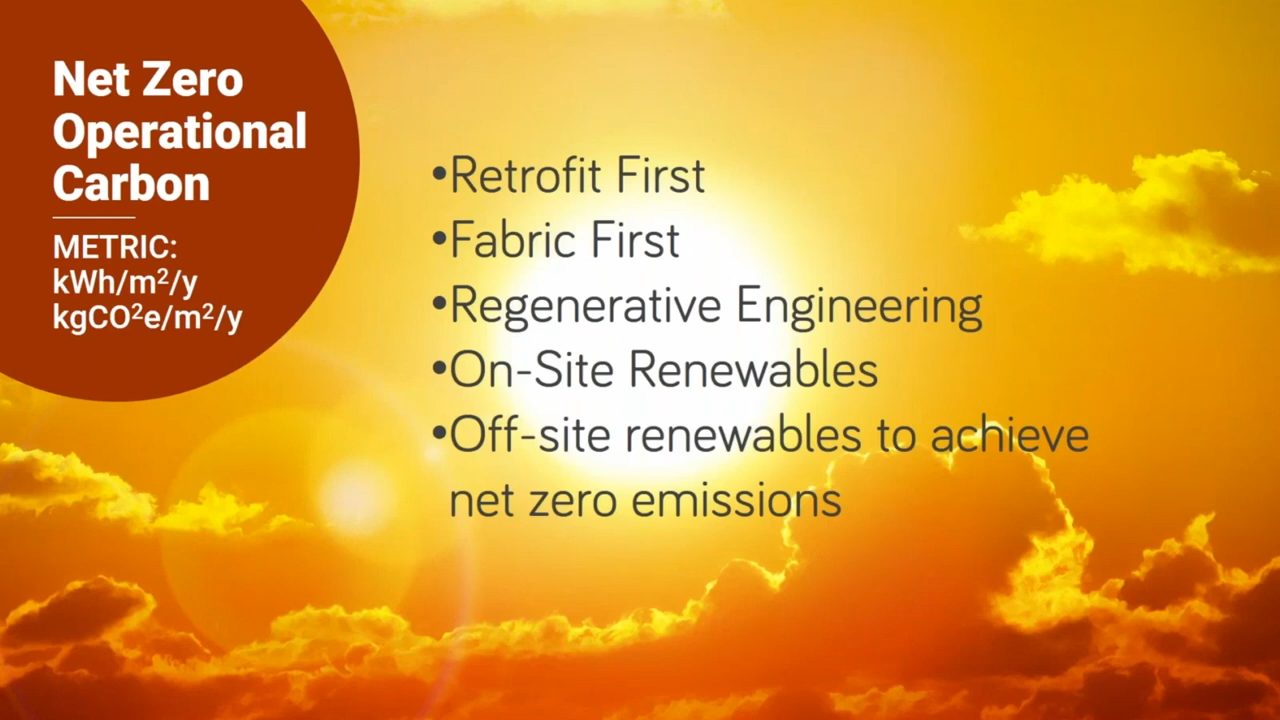 Net Zero
Operational
Carbon
METRIC:
kWh/m²/y
kgCO²e/m²/y
•Retrofit First
•Fabric First
•Regenerative Engineering
•On-Site Renewables
•Off-site renewables to achieve
net zero emissions